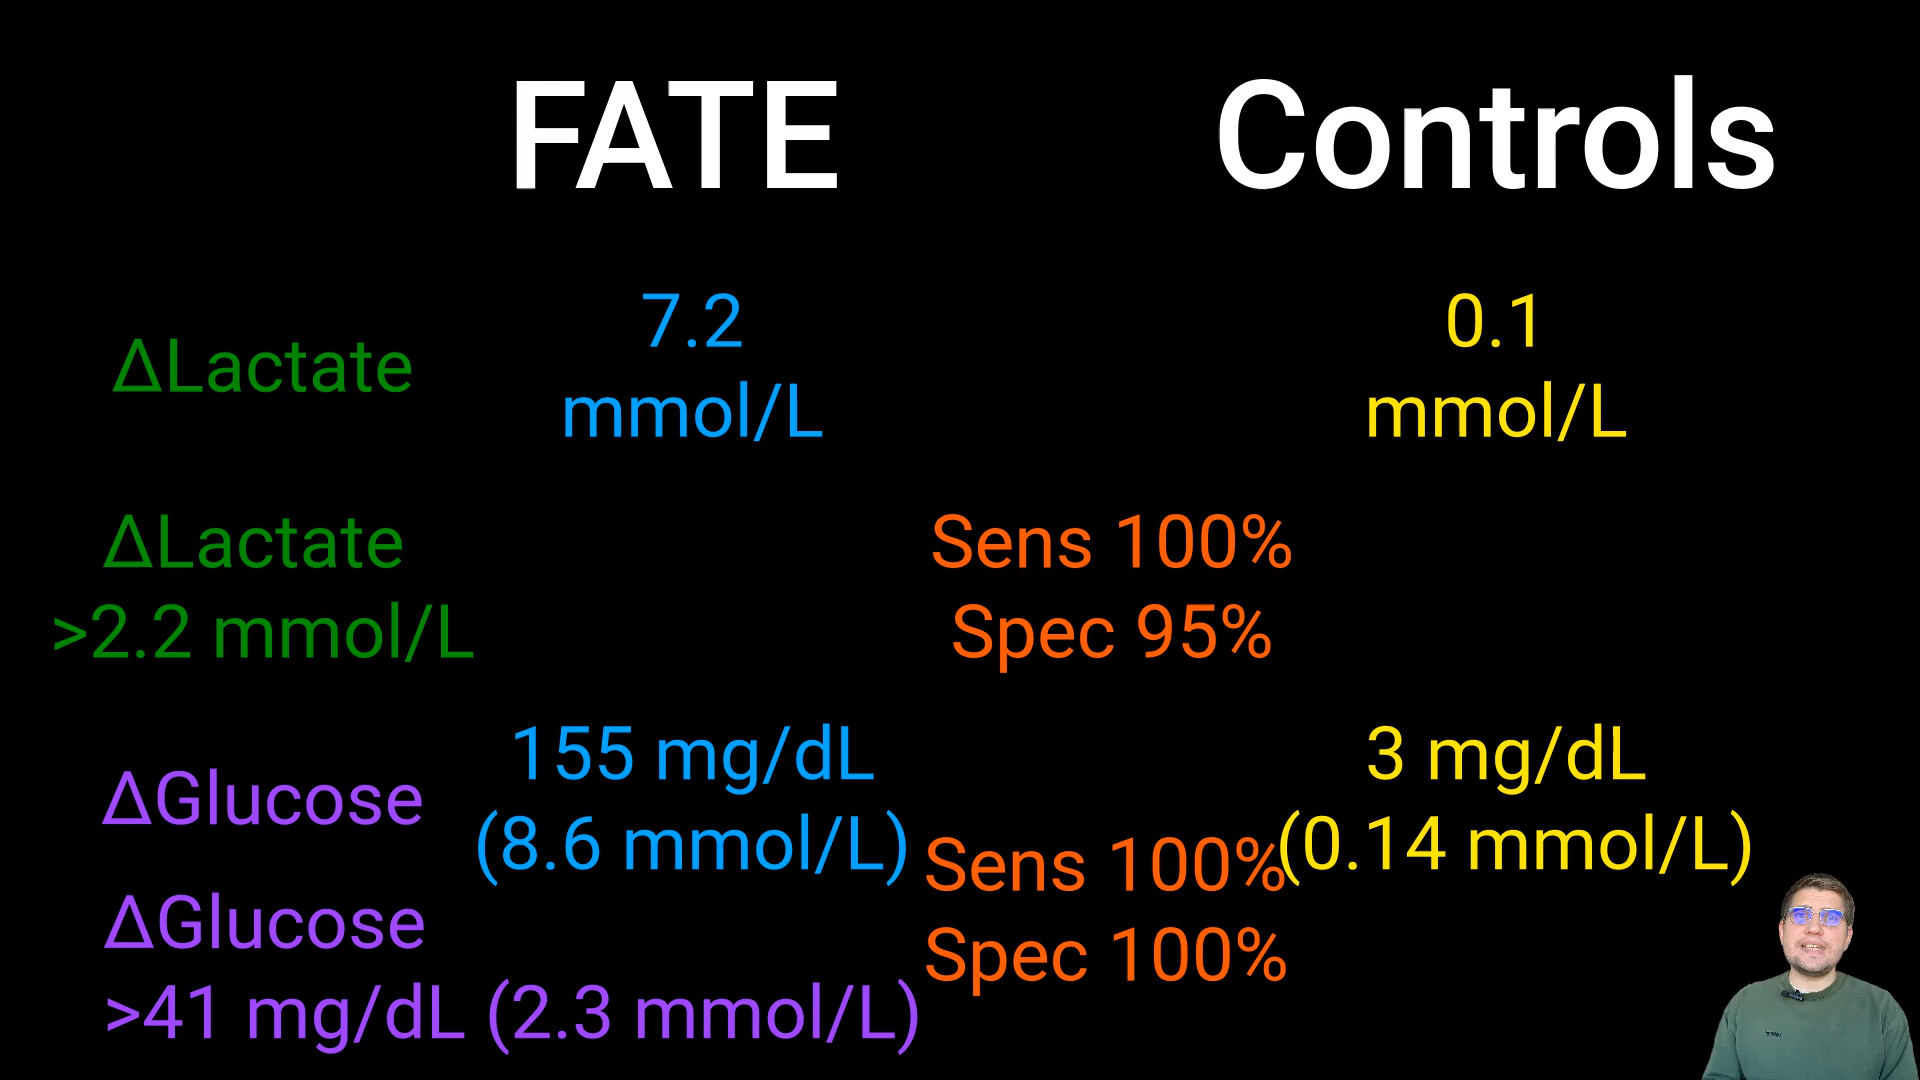 FATE Controls
ΔLactate
7.2
mmol/L
0.1
mmol/L
ΔLactate
>2.2 mmol/L
Sens 100%
Spec 95%
ΔGlucose
155 mg/dL
(8.6 mmol/L)
3 mg/dL
(0.14 mmol/L)
ΔGlucose
>41 mg/dL (2.3 mmol/L)
Sens 100%
Spec 100%